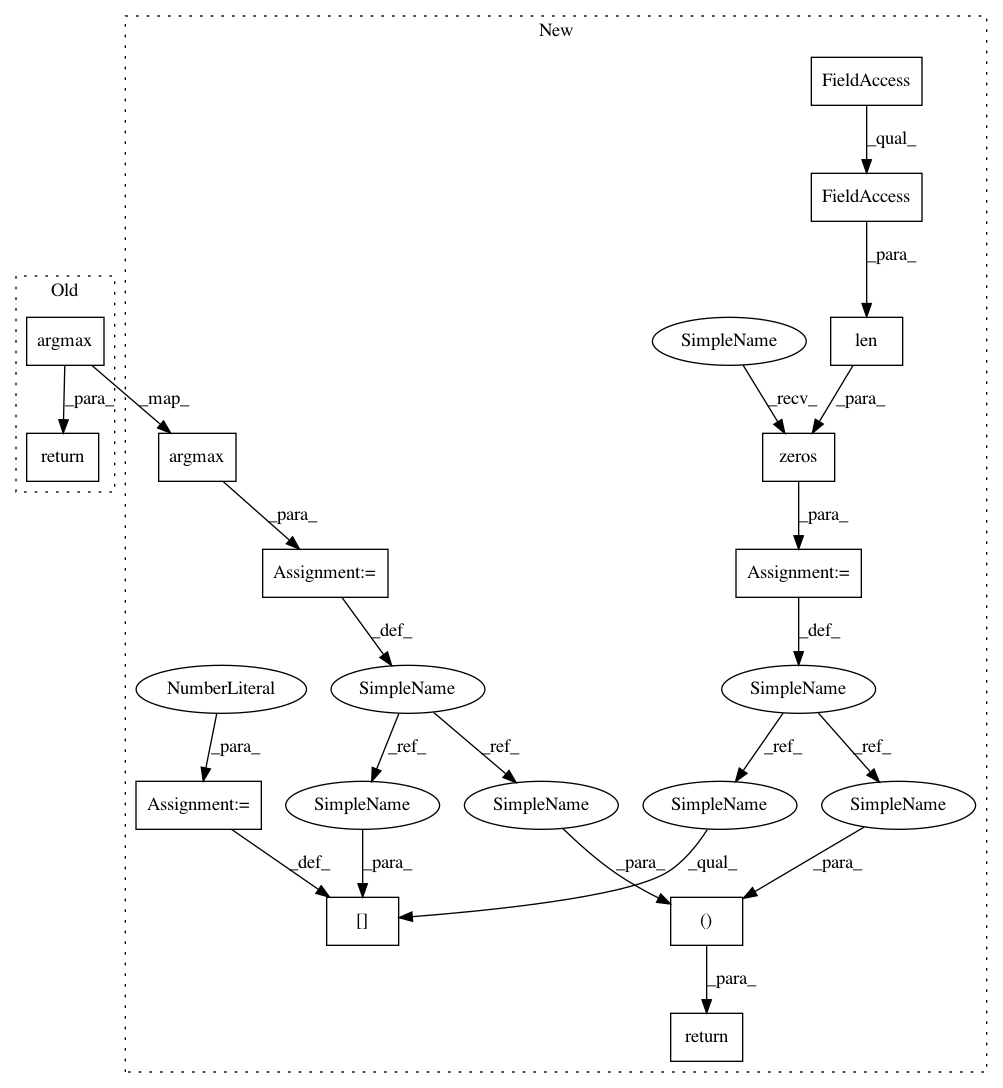 New
FieldAccess
_qual_
FieldAccess
_para_
Old
argmax
SimpleName
len
_para_
_map_
_recv_
_para_
return
argmax
zeros
_para_
_para_
Assignment:=
Assignment:=
_def_
_def_
NumberLiteral
SimpleName
SimpleName
_para_
_ref_
_ref_
_ref_
_ref_
Assignment:=
SimpleName
SimpleName
SimpleName
SimpleName
_def_
_para_
_para_
_qual_
_para_
[]
()
_para_
return